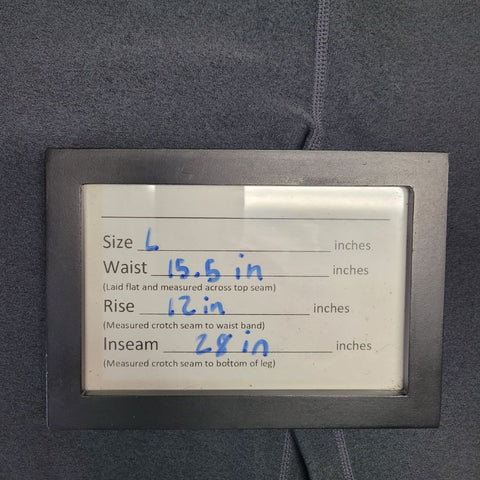 Size L inches
Waist 15.5 in inches
(Laid flat and measured across top seam)
Rise 12 in inches
(Measured crotch seam to waist band)
Inseam 28 in inches
(Measured crotch seam to bottom of leg)